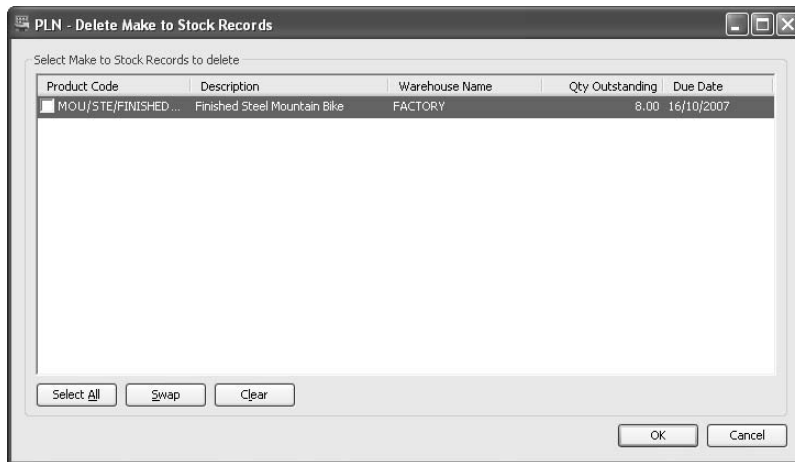 PLN - Delete Make to Stock Records
Select Make to Stock Records to delete
Product Code Description Warehouse Name Qty Outstanding Due Date
MOU/STE/FINISHED... Finished Steel Mountain Bike FACTORY 8.00 16/10/2007
Select All Swap Clear
OK Cancel